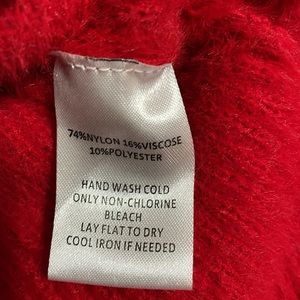 74%NYLON 16%VISCOSE
10%POLYESTER
HAND WASH COLD
ONLY NON-CHLORINE
BLEACH
LAY FLAT TO DRY
COOL IRON IF NEEDED